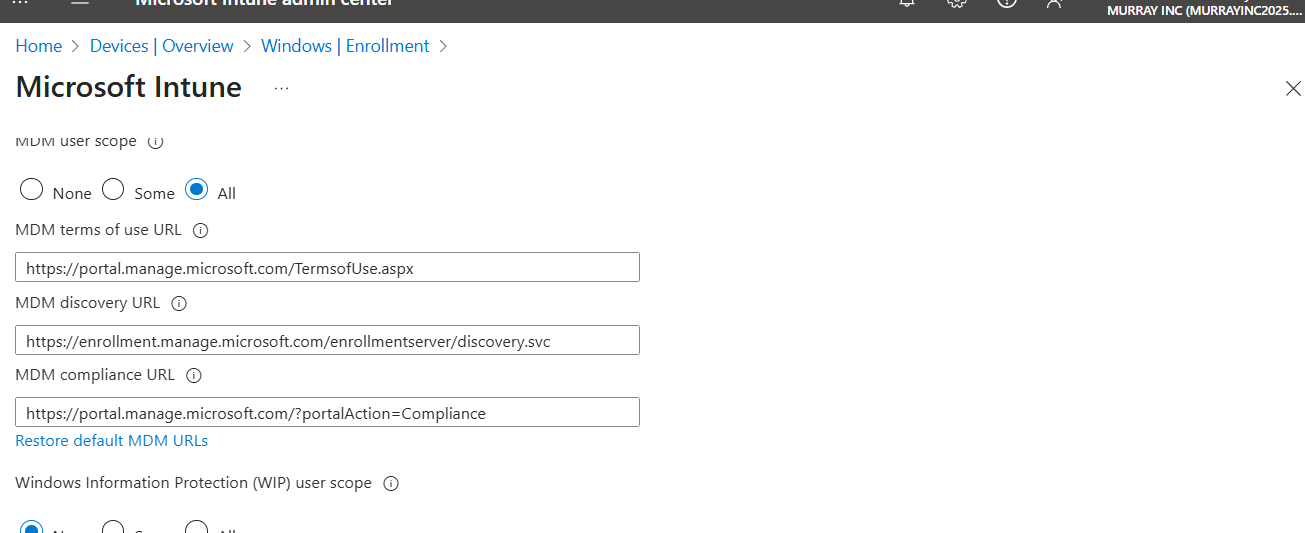 Microsoft Intune admin center
MURRAY INC (MURRAYINC2025....
Home > Devices | Overview > Windows | Enrollment >
Microsoft Intune ...
MDM user scope
None Some All
MDM terms of use URL
https://portal.manage.microsoft.com/TermsofUse.aspx
MDM discovery URL
https://enrollment.manage.microsoft.com/enrollmentserver/discovery.svc
MDM compliance URL
https://portal.manage.microsoft.com/?portalAction=Compliance
Restore default MDM URLs
Windows Information Protection (WIP) user scope